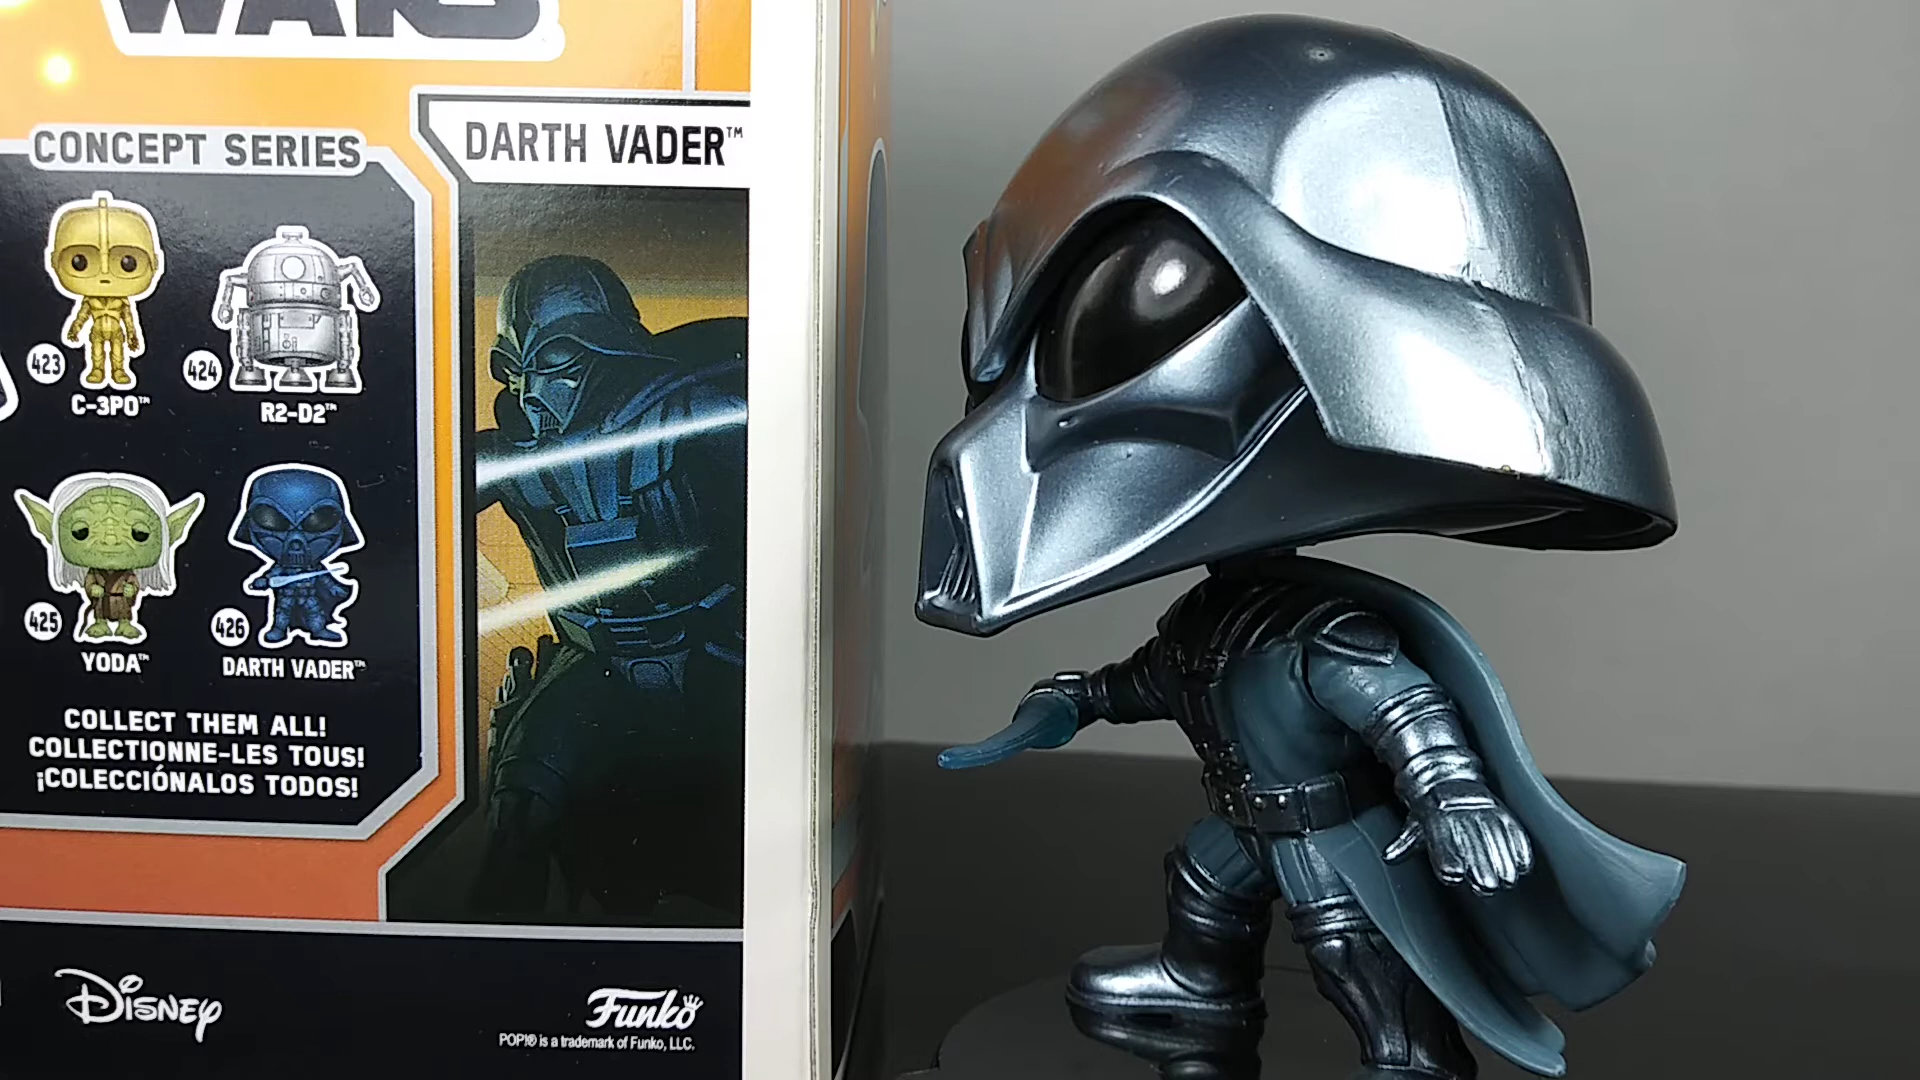 WARS
CONCEPT SERIES
DARTH VADER™
423
C-3PO™
424
R2-D2™
425
YODA™
426
DARTH VADER™
COLLECT THEM ALL!
COLLECTIONNE-LES TOUS!
¡COLECCIÓNALOS TODOS!
Disney
Funko
POP!® is a trademark of Funko, LLC.